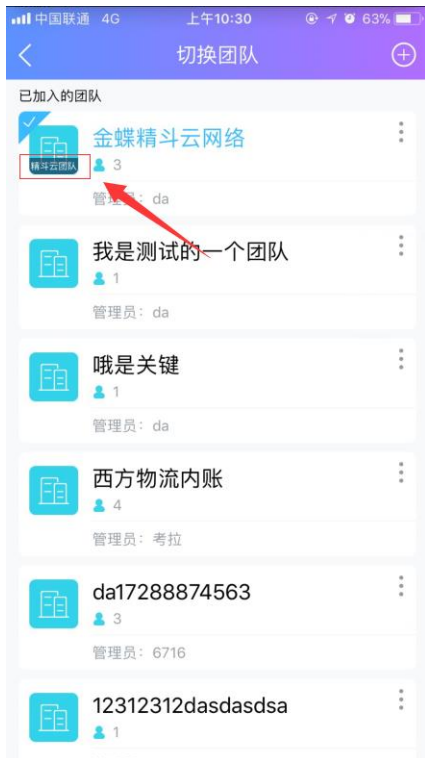 中国联通 4G 上午10:30 63%
切换团队
已加入的团队
金蝶精斗云网络
精斗云团队
3
管理员：da
我是测试的一个团队
1
管理员：da
哦是关键
1
管理员：da
西方物流内账
4
管理员：考拉
da17288874563
3
管理员：6716
12312312dasdasdsa
1